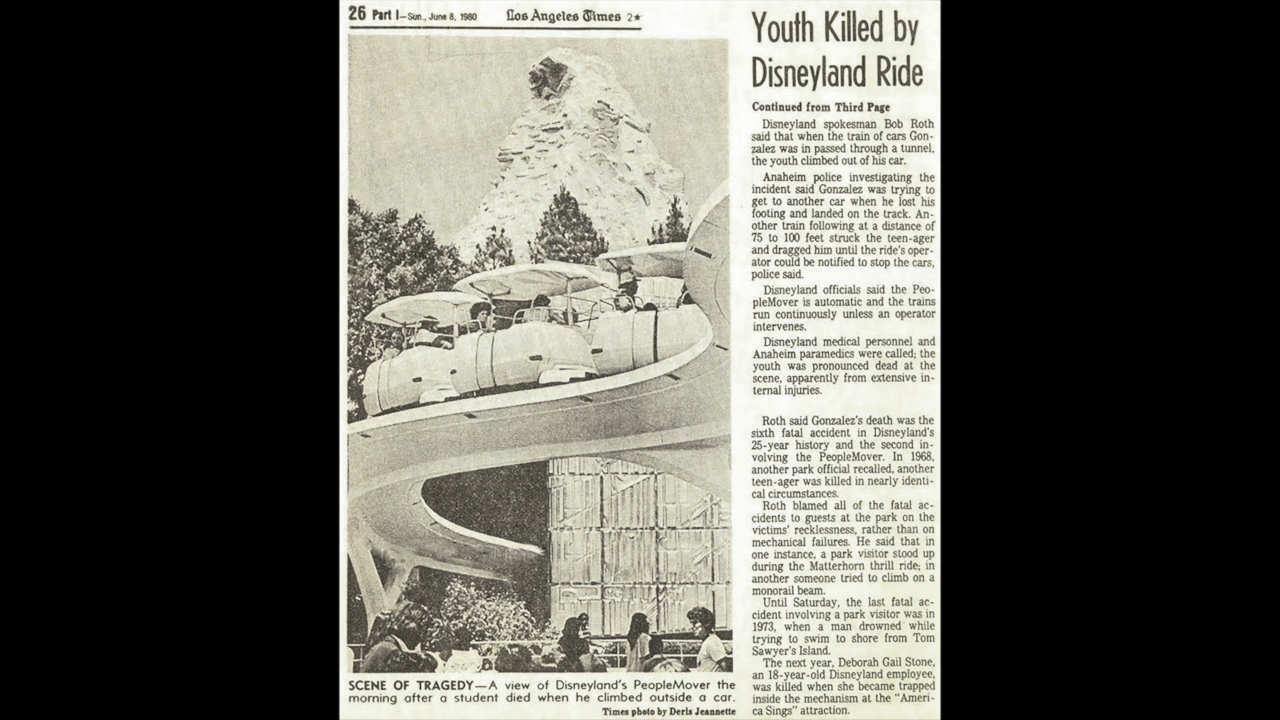 26 Part I—Sun., June 8, 1980 Los Angeles Times 2★
SCENE OF TRAGEDY—A view of Disneyland's PeopleMover the
morning after a student died when he climbed outside a car.
Times photo by Deris Jeannette
Youth Killed by
Disneyland Ride
Continued from Third Page
Disneyland spokesman Bob Roth
said that when the train of cars Gon-
zalez was in passed through a tunnel,
the youth climbed out of his car.
Anaheim police investigating the
incident said Gonzalez was trying to
get to another car when he lost his
footing and landed on the track. An-
other train following at a distance of
75 to 100 feet struck the teen-ager
and dragged him until the ride's oper-
ator could be notified to stop the cars,
police said.
Disneyland officials said the Peo-
pleMover is automatic and the trains
run continuously unless an operator
intervenes.
Disneyland medical personnel and
Anaheim paramedics were called; the
youth was pronounced dead at the
scene, apparently from extensive in-
ternal injuries.
Roth said Gonzalez's death was the
sixth fatal accident in Disneyland's
25-year history and the second in-
volving the PeopleMover. In 1968,
another park official recalled, another
teen-ager was killed in nearly identi-
cal circumstances.
Roth blamed all of the fatal ac-
cidents to guests at the park on the
victims' recklessness, rather than on
mechanical failures. He said that in
one instance, a park visitor stood up
during the Matterhorn thrill ride; in
another someone tried to climb on a
monorail beam.
Until Saturday, the last fatal ac-
cident involving a park visitor was in
1973, when a man drowned while
trying to swim to shore from Tom
Sawyer's Island.
The next year, Deborah Gail Stone,
an 18-year-old Disneyland employee,
was killed when she became trapped
inside the mechanism at the "Ameri-
ca Sings" attraction.